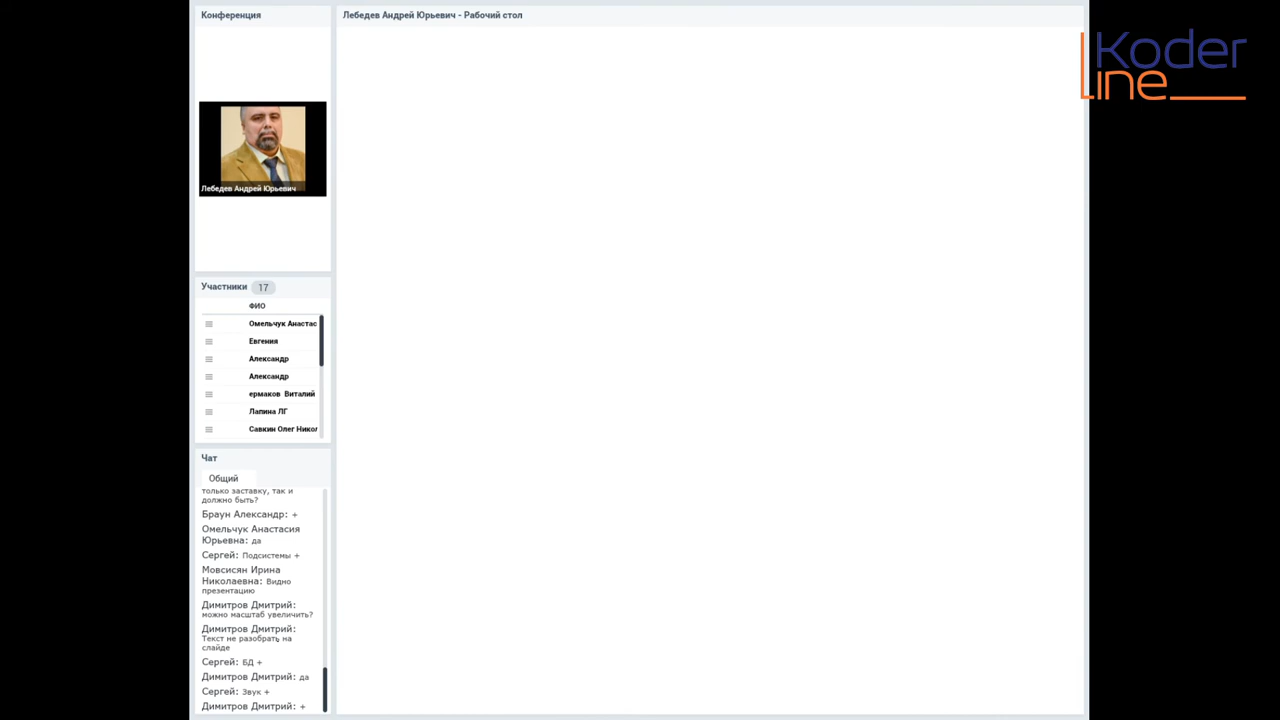 Конференция
Лебедев Андрей Юрьевич - Рабочий стол
Koder
Line
Лебедев Андрей Юрьевич
Участники 17
ФИО
Омельчук Анастас
Евгения
Александр
Александр
ермаков Виталий
Лапина ЛГ
Савкин Олег Никол
Чат
Общий
только заставку, так и
должно быть?
Браун Александр: +
Омельчук Анастасия
Юрьевна: да
Сергей: Подсистемы +
Мовсисян Ирина
Николаевна: Видно
презентацию
Димитров Дмитрий:
можно масштаб увеличить?
Димитров Дмитрий:
Текст не разобрать на
слайде
Сергей: БД +
Димитров Дмитрий: да
Сергей: Звук +
Димитров Дмитрий: +